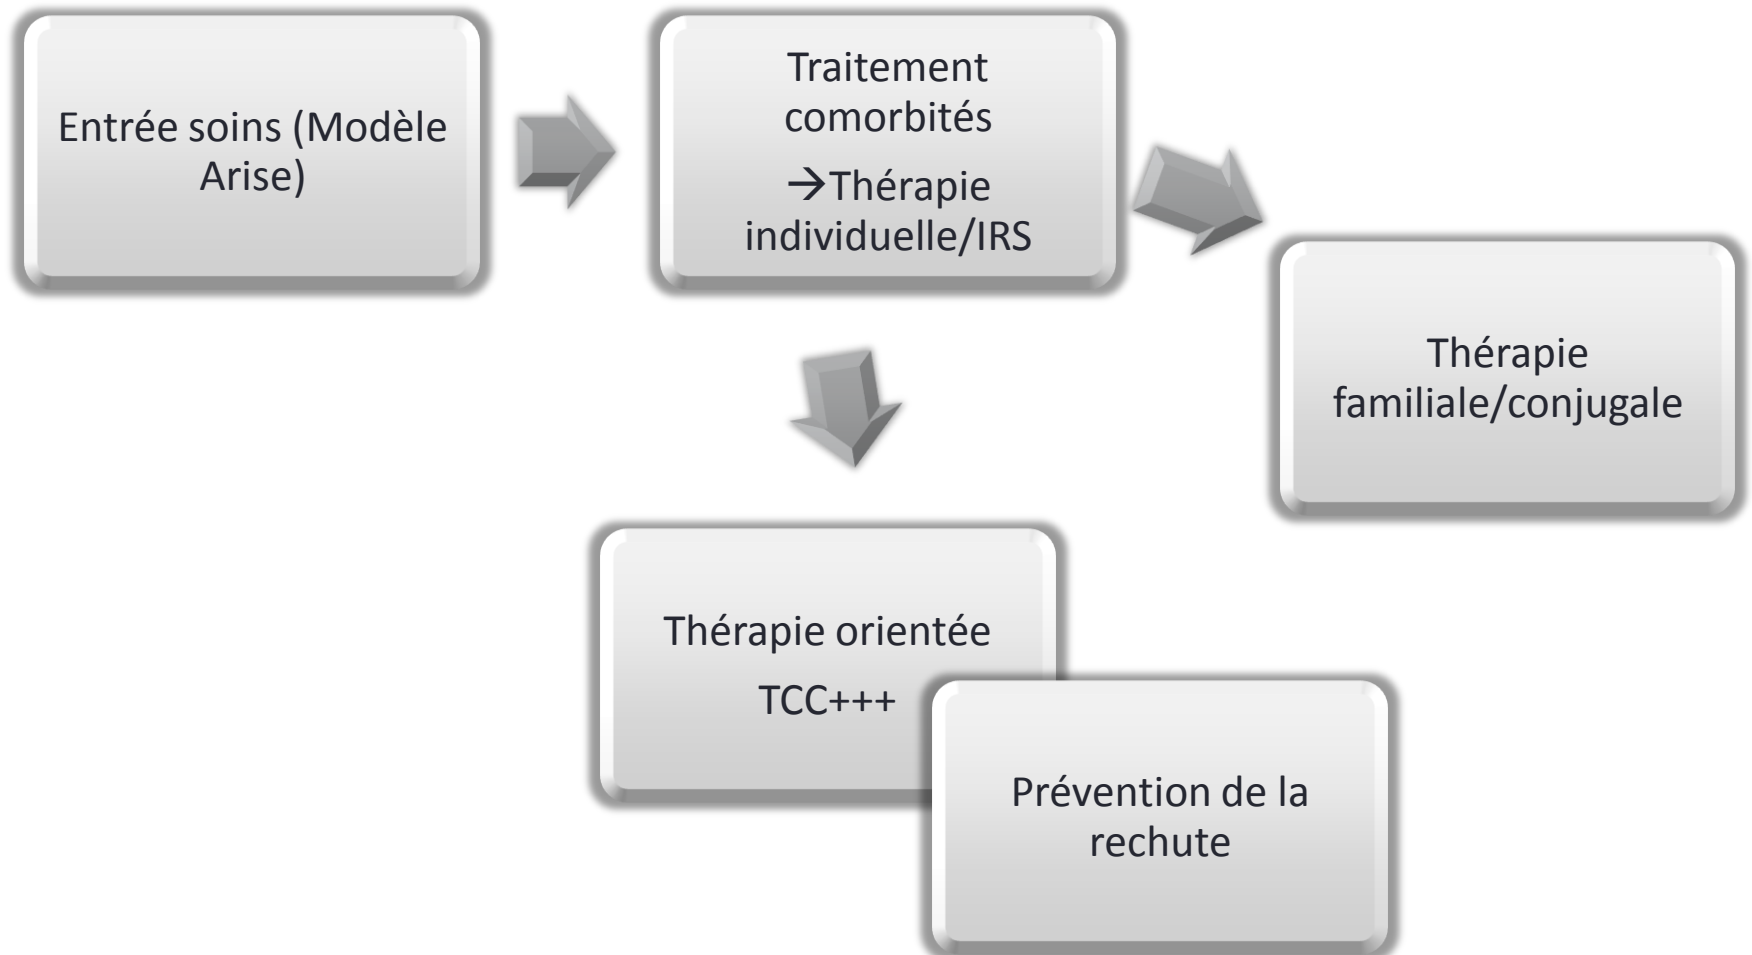 Entrée soins (Modèle
Arise)
Traitement
comorbités
→Thérapie
individuelle/IRS
Thérapie
familiale/conjugale
Thérapie orientée
TCC+++
Prévention de la
rechute